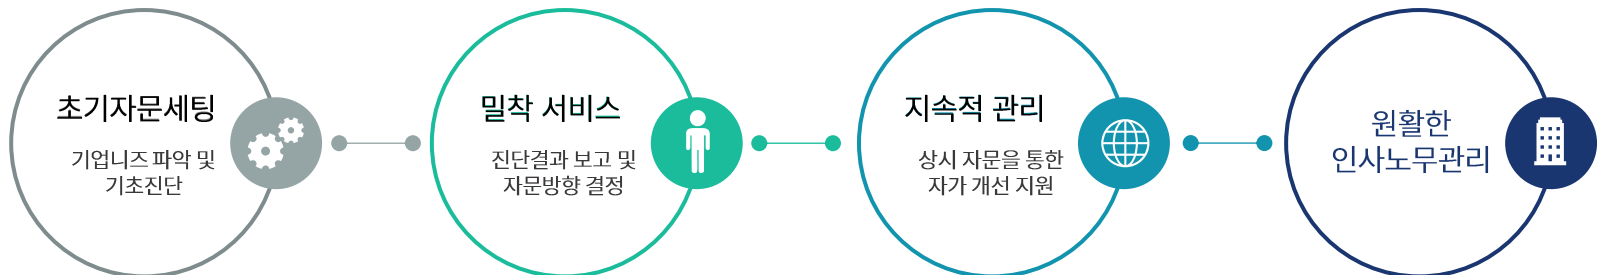 초기자문세팅
기업니즈 파악 및
기초진단
밀착 서비스
진단결과 보고 및
자문방향 결정
지속적 관리
상시 자문을 통한
자가 개선 지원
원활한
인사노무관리